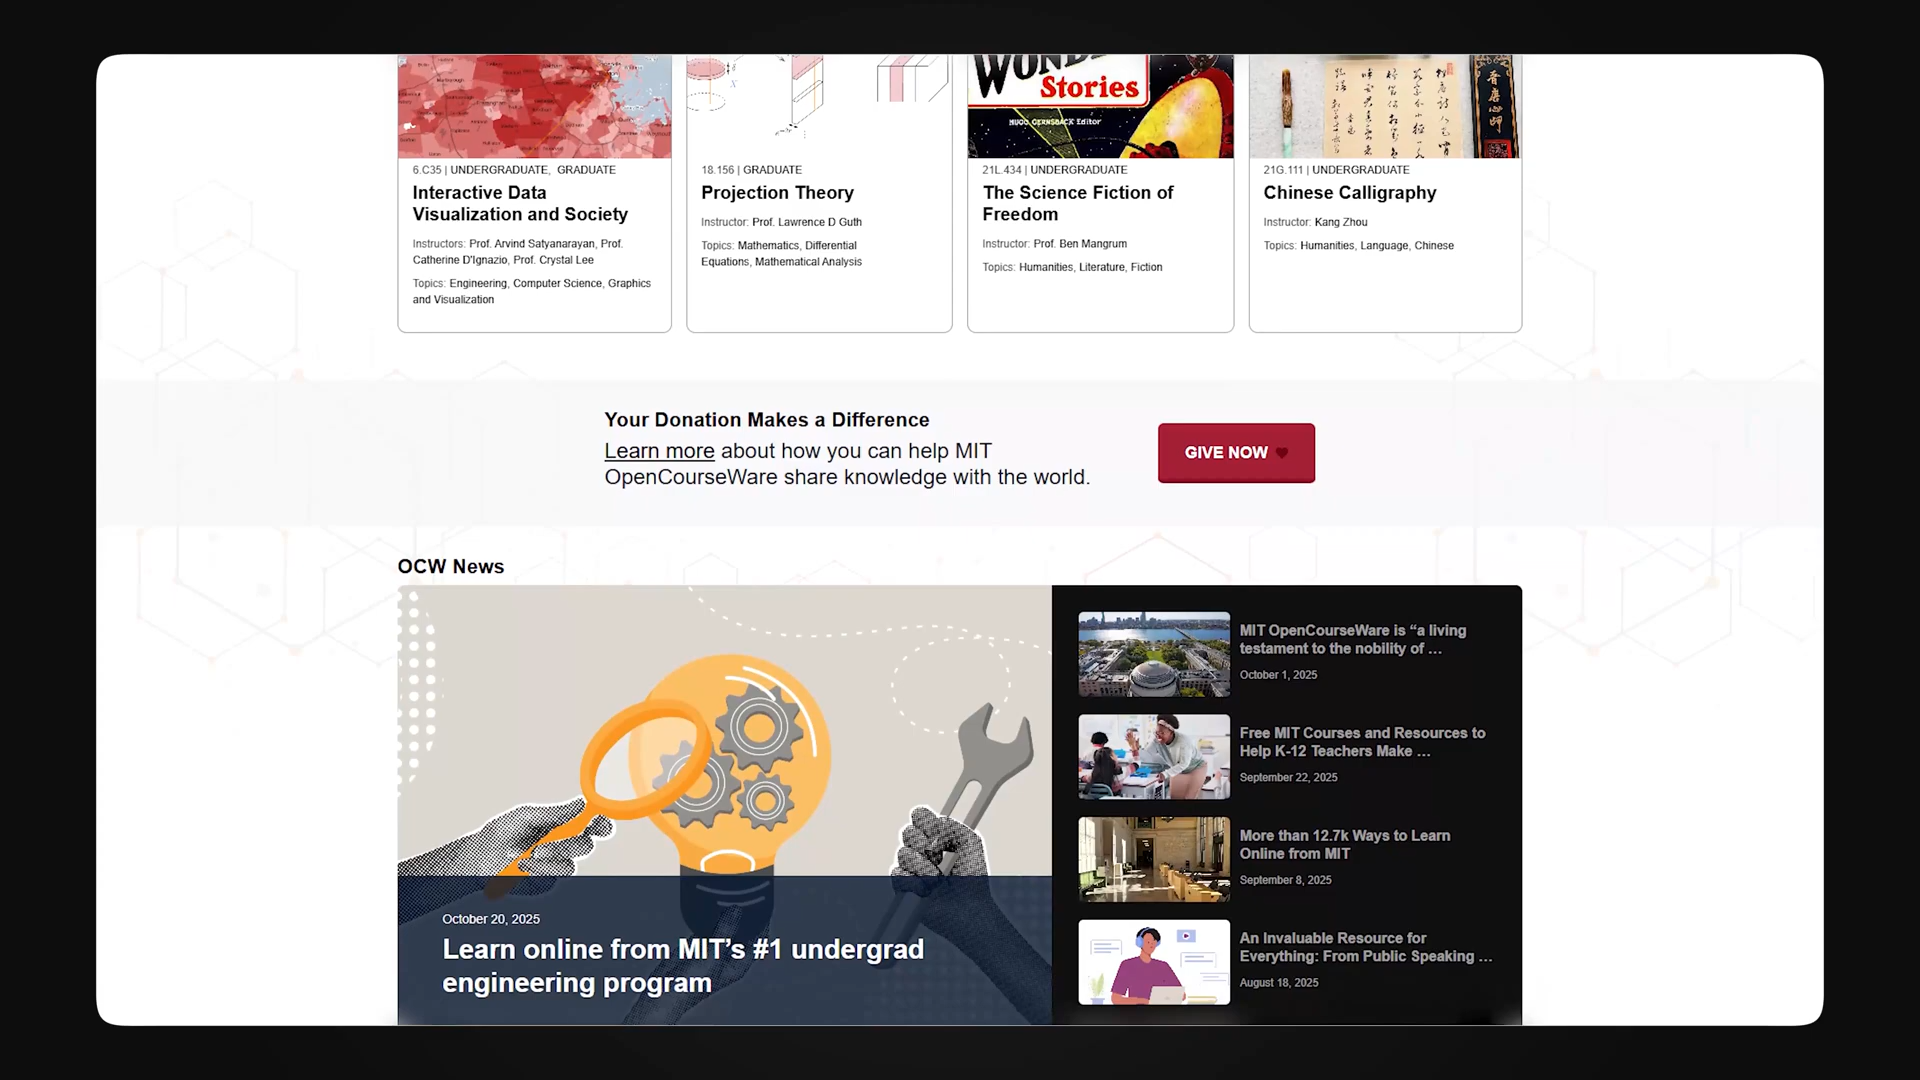 WONDER
Stories
HUGO GERNSBACK Editor
6.C35 | UNDERGRADUATE, GRADUATE
Interactive Data
Visualization and Society
Instructors: Prof. Arvind Satyanarayan, Prof.
Catherine D'Ignazio, Prof. Crystal Lee
Topics: Engineering, Computer Science, Graphics
and Visualization
18.156 | GRADUATE
Projection Theory
Instructor: Prof. Lawrence D Guth
Topics: Mathematics, Differential
Equations, Mathematical Analysis
21L.434 | UNDERGRADUATE
The Science Fiction of
Freedom
Instructor: Prof. Ben Mangrum
Topics: Humanities, Literature, Fiction
21G.111 | UNDERGRADUATE
Chinese Calligraphy
Instructor: Kang Zhou
Topics: Humanities, Language, Chinese
Your Donation Makes a Difference
Learn more about how you can help MIT
OpenCourseWare share knowledge with the world.
GIVE NOW
OCW News
October 20, 2025
Learn online from MIT’s #1 undergrad
engineering program
MIT OpenCourseWare is “a living
testament to the nobility of ...
October 1, 2025
Free MIT Courses and Resources to
Help K-12 Teachers Make ...
September 22, 2025
More than 12.7k Ways to Learn
Online from MIT
September 8, 2025
An Invaluable Resource for
Everything: From Public Speaking ...
August 18, 2025